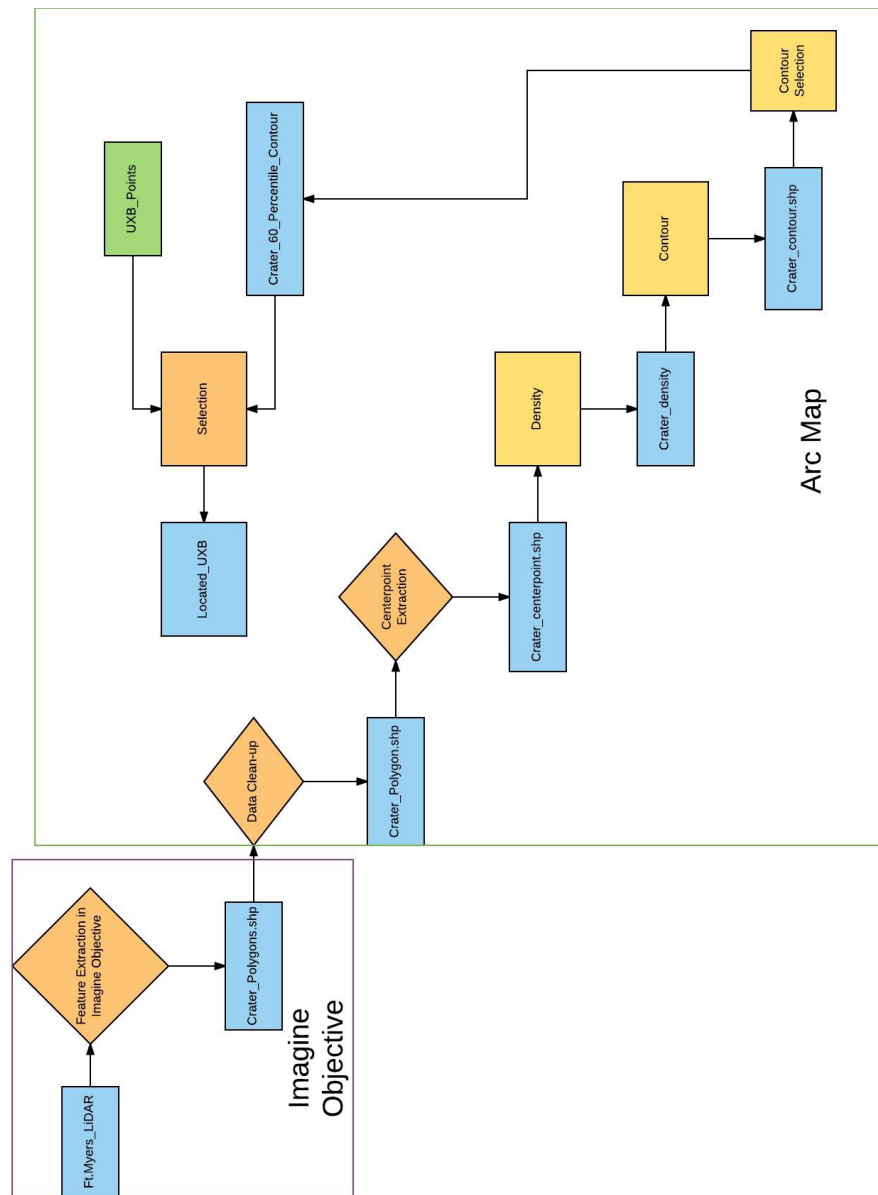 Ft.Myers_LiDAR
Feature Extraction in
Imagine Objective
Crater_Polygons.shp
Imagine
Objective
Data Clean-up
Crater_Polygon.shp
Centerpoint
Extraction
Crater_centerpoint.shp
Density
Crater_density
Contour
Crater_contour.shp
Contour
Selection
Crater_60_Percentile_Contour
UXB_Points
Selection
Located_UXB
Arc Map